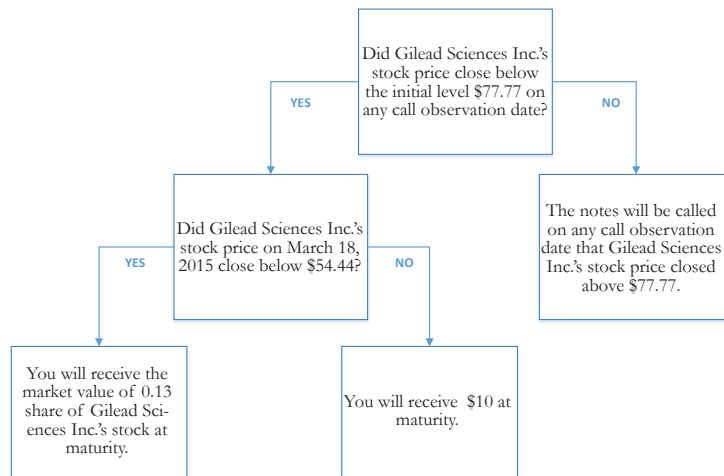 Did Gilead Sciences Inc.'s
stock price close below
the initial level $77.77 on
any call observation date?
YES
NO
Did Gilead Sciences Inc.'s
stock price on March 18,
2015 close below $54.44?
The notes will be called
on any call observation
date that Gilead Sciences
Inc.'s stock price closed
above $77.77.
YES
NO
You will receive the
market value of 0.13
share of Gilead Sci-
ences Inc.'s stock at
maturity.
You will receive $10 at
maturity.